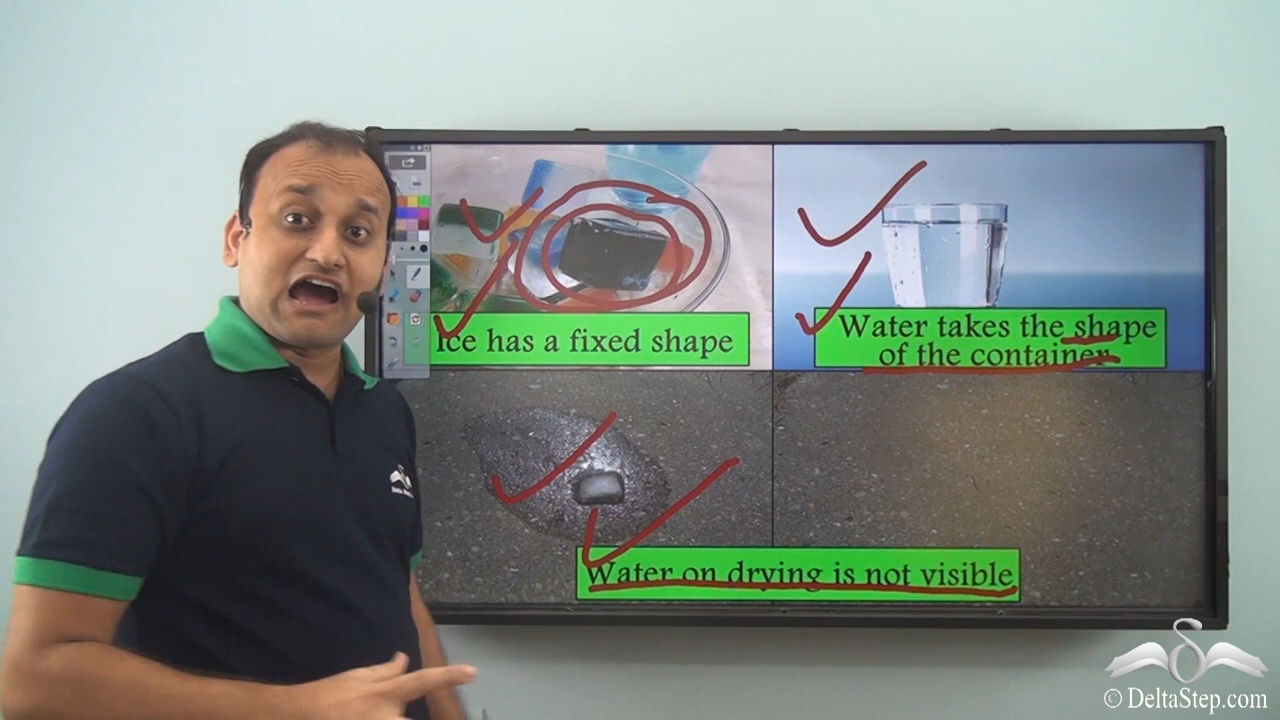 Ice has a fixed shape
Water takes the shape
of the container
Water on drying is not visible
© DeltaStep.com